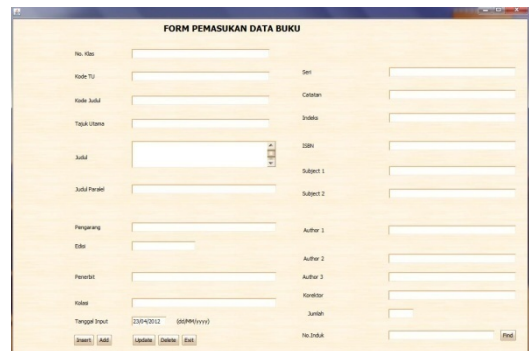 FORM PEMASUKAN DATA BUKU
No. Klas
Kode TU
Kode Judul
Tajuk Utama
Judul
Judul Paralel
Pengarang
Edisi
Penerbit
Kolasi
Tanggal Input 23/04/2012 (dd/MM/yyyy)
Insert Add Update Delete Exit
Seri
Catatan
Indeks
ISBN
Subject 1
Subject 2
Author 1
Author 2
Author 3
Korektor
Jumlah
No.Induk Find